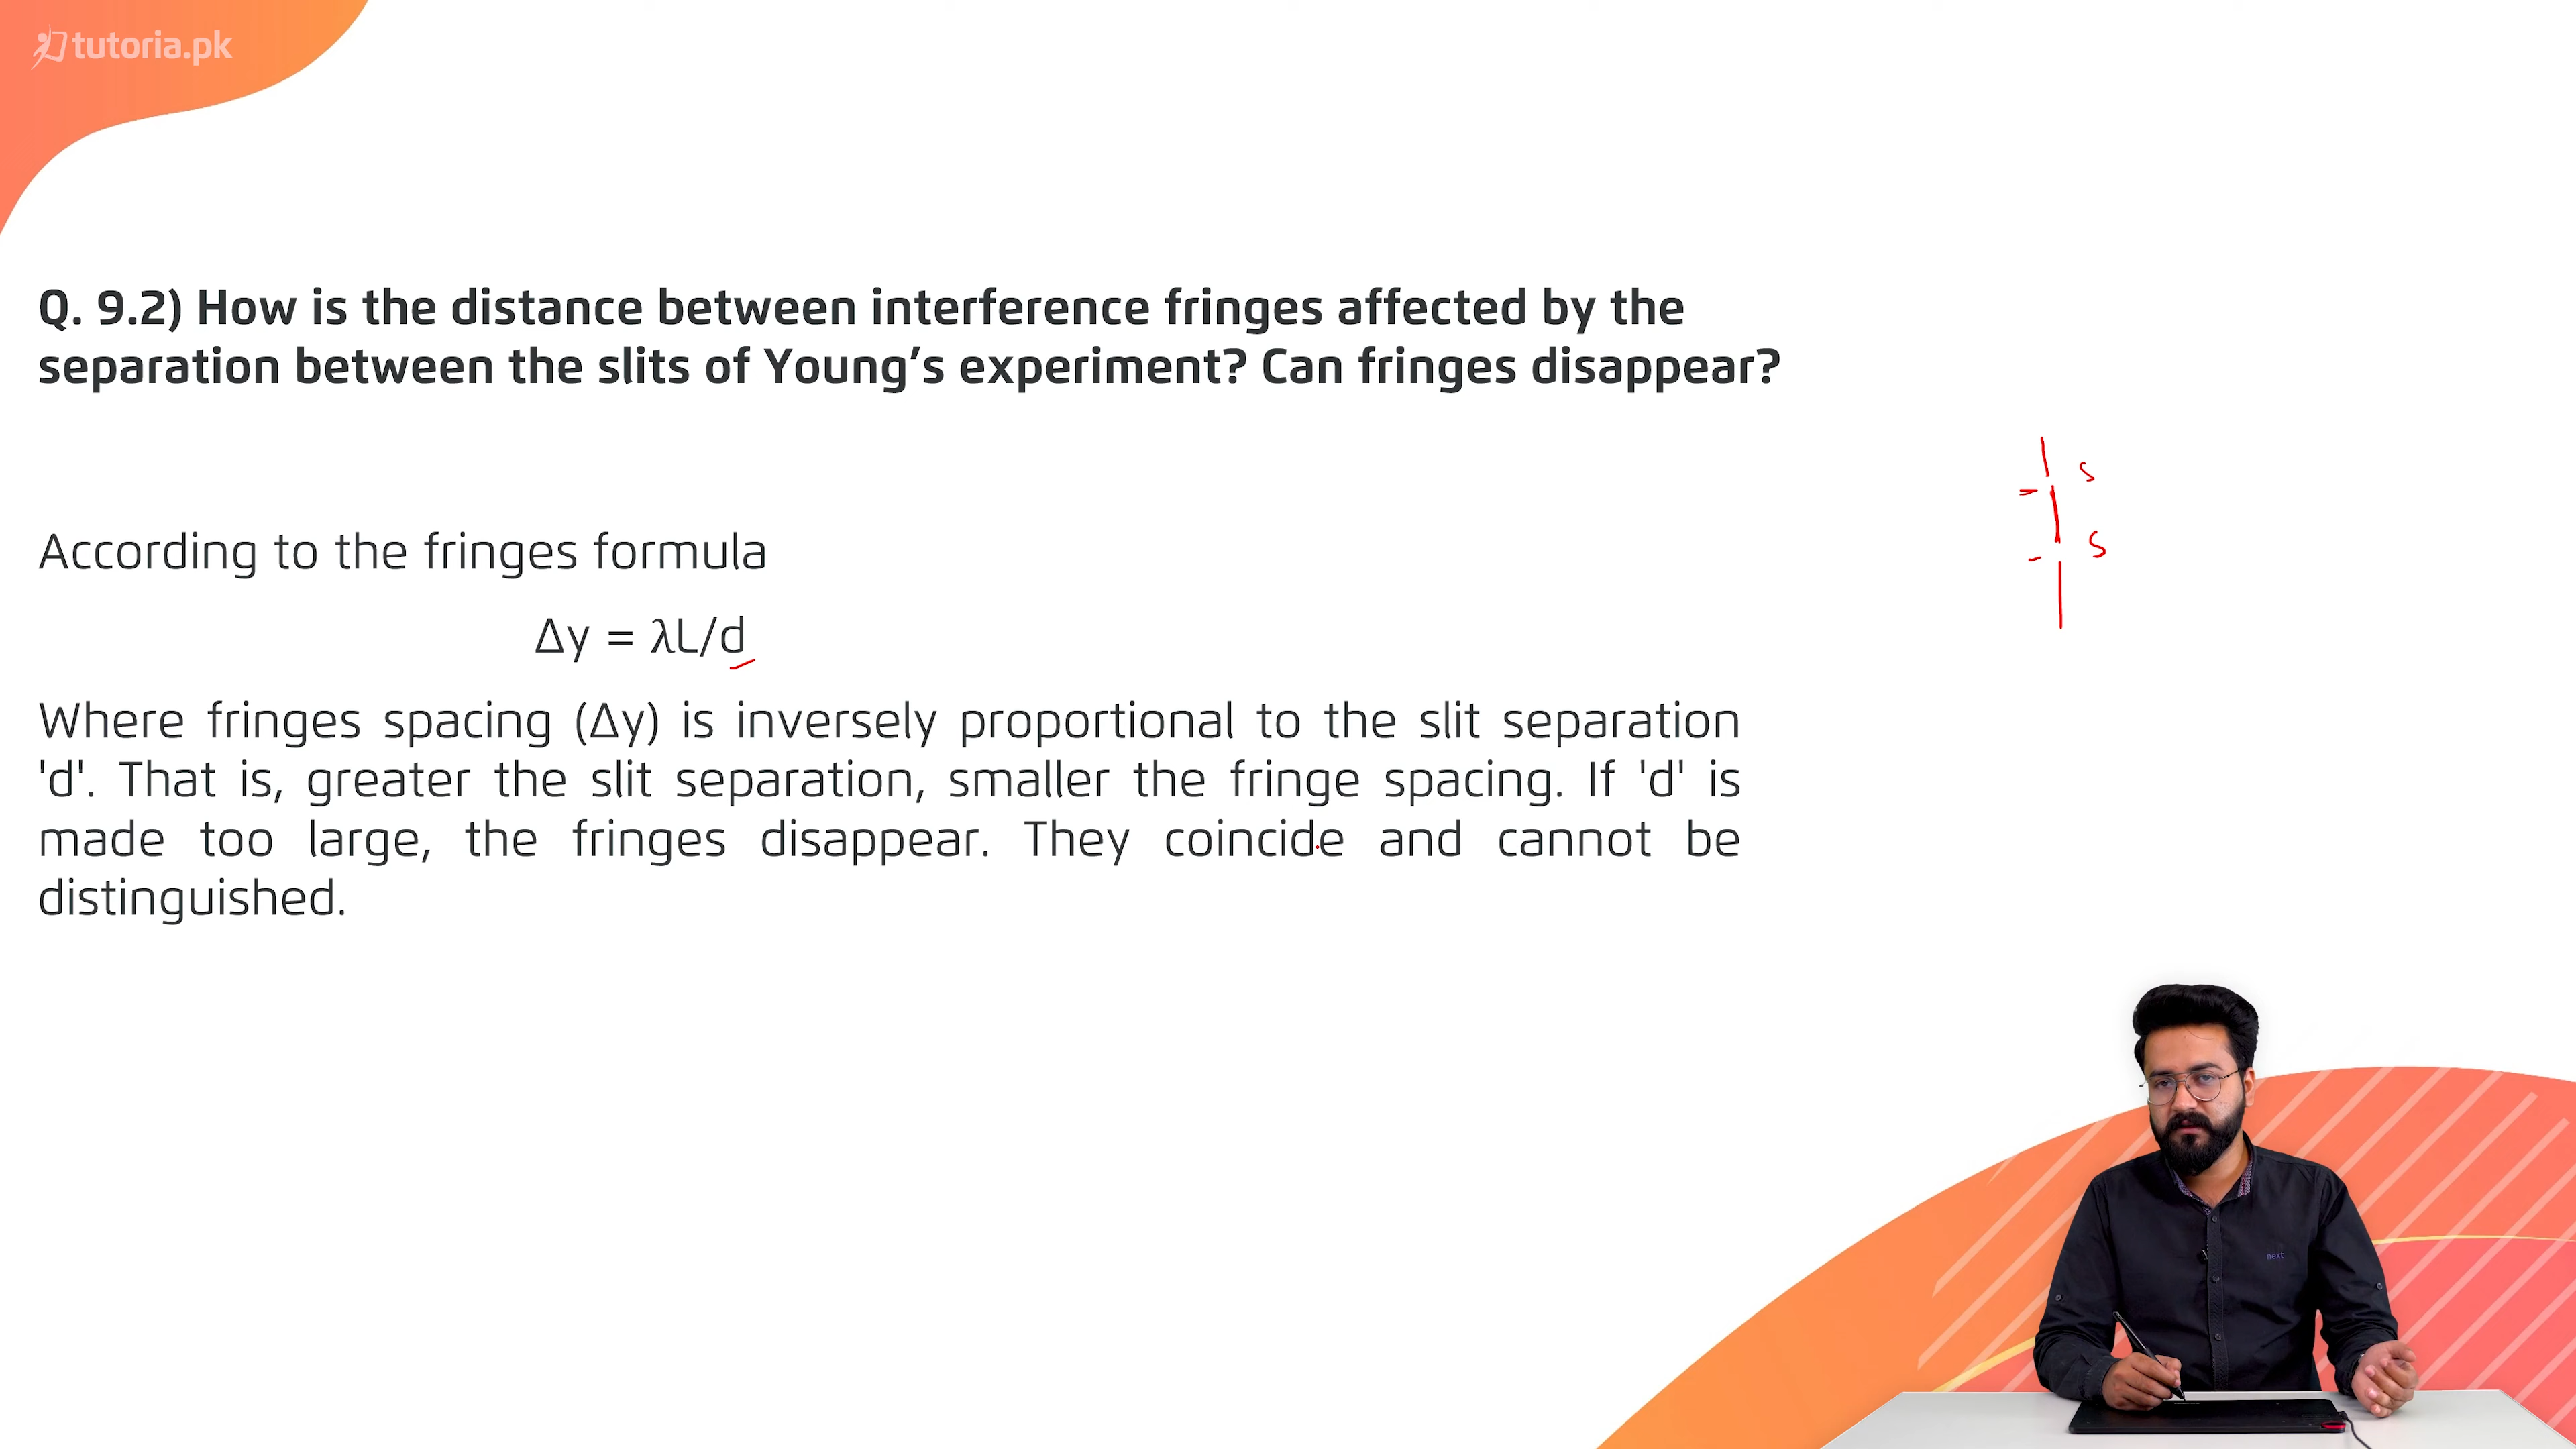 tutoria.pk
Q. 9.2) How is the distance between interference fringes affected by the
separation between the slits of Young’s experiment? Can fringes disappear?
s
According to the fringes formula
s
Δy = λL/d
Where fringes spacing (Δy) is inversely proportional to the slit separation
'd'. That is, greater the slit separation, smaller the fringe spacing. If 'd' is
made too large, the fringes disappear. They coincide and cannot be
distinguished.
next